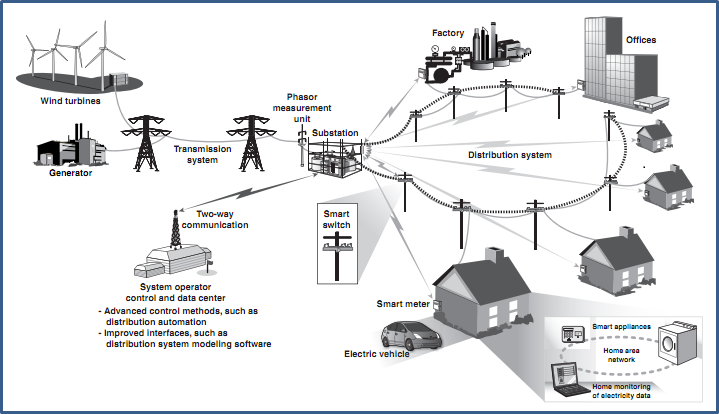 Factory
Offices
Wind turbines
Phasor
measurement
unit
Substation
Transmission
system
Generator
Distribution system
Two-way
communication
Smart
switch
System operator
control and data center
- Advanced control methods, such as
distribution automation
- Improved interfaces, such as
distribution system modeling software
Smart meter
Electric vehicle
Smart appliances
Home area
network
Home monitoring
of electricity data